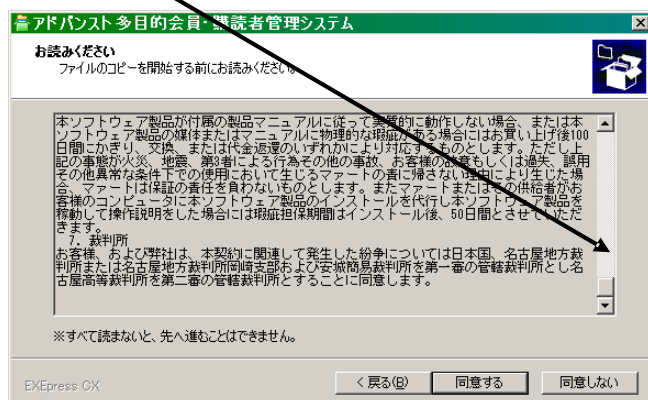 アドバンスト多目的会員・購読者管理システム
お読みください
ファイルのコピーを開始する前にお読みください。
本ソフトウェア製品が付属の製品マニュアルに従って実質的に動作しない場合、または本
ソフトウェア製品の媒体またはマニュアルに物理的な瑕疵がある場合にはお買い上げ後100
日間にかぎり、交換、または代金返還のいずれかにより対応するものとします。ただし上
記の事態が火災、地震、第3者による行為その他の事故、お客様の故意もしくは過失、誤用
その他異常な条件下での使用において生じるマァートの責に帰さない理由により生じた場
合、マァートは保証の責任を負わないものとします。またマァートまたはその供給者がお
客様のコンピュータに本ソフトウェア製品のインストールを代行し本ソフトウェア製品を
稼動して操作説明をした場合には瑕疵担保期間はインストール後、50日間とさせていただ
きます。
7. 裁判所
お客様、および弊社は、本契約に関連して発生した紛争については日本国、名古屋地方裁
判所または名古屋地方裁判所岡崎支部および安城簡易裁判所を第一審の管轄裁判所とし名
古屋高等裁判所を第二審の管轄裁判所とすることに同意します。
※すべて読まないと、先へ進むことはできません。
EXEpress CX
< 戻る(B)
同意する
同意しない